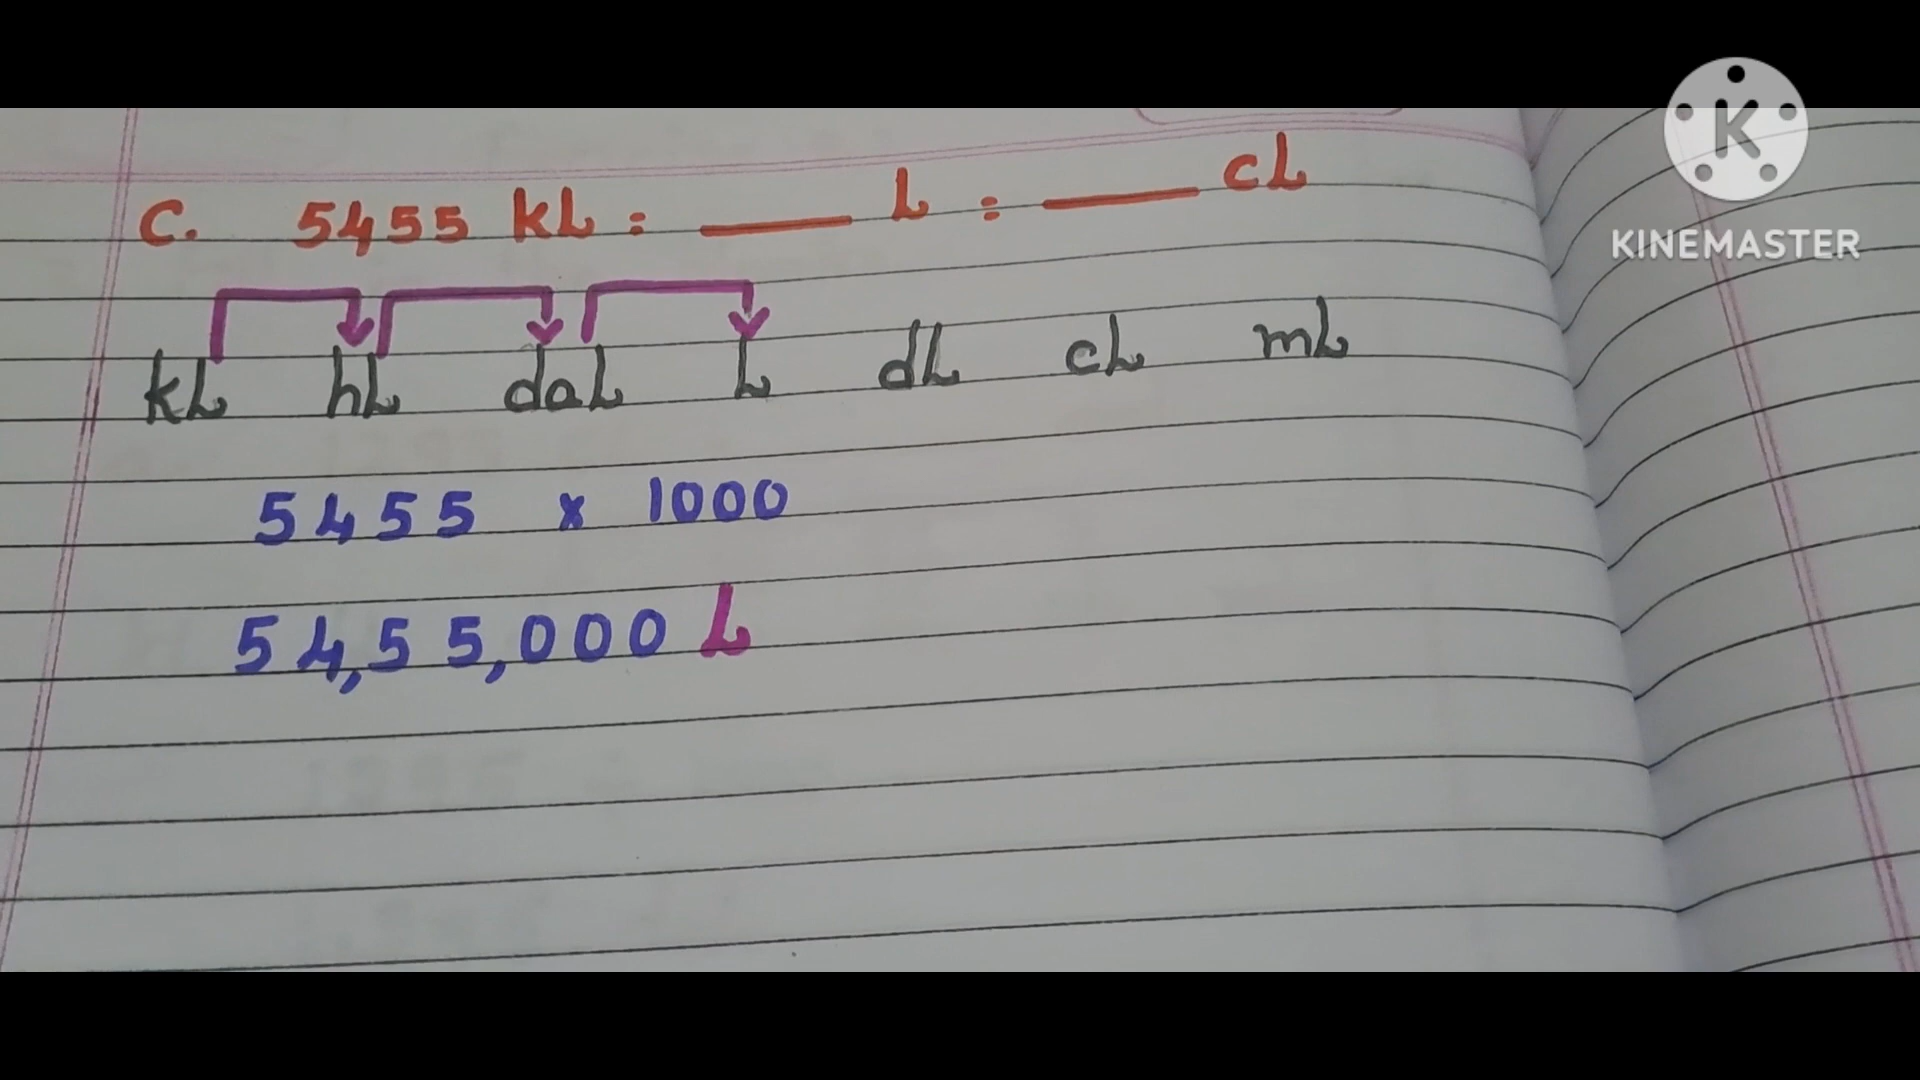 C. 5455 kL = ____ L = ____ cL
kL hL daL L dL cL mL
5455 x 1000
54,55,000 L
K
KINEMASTER